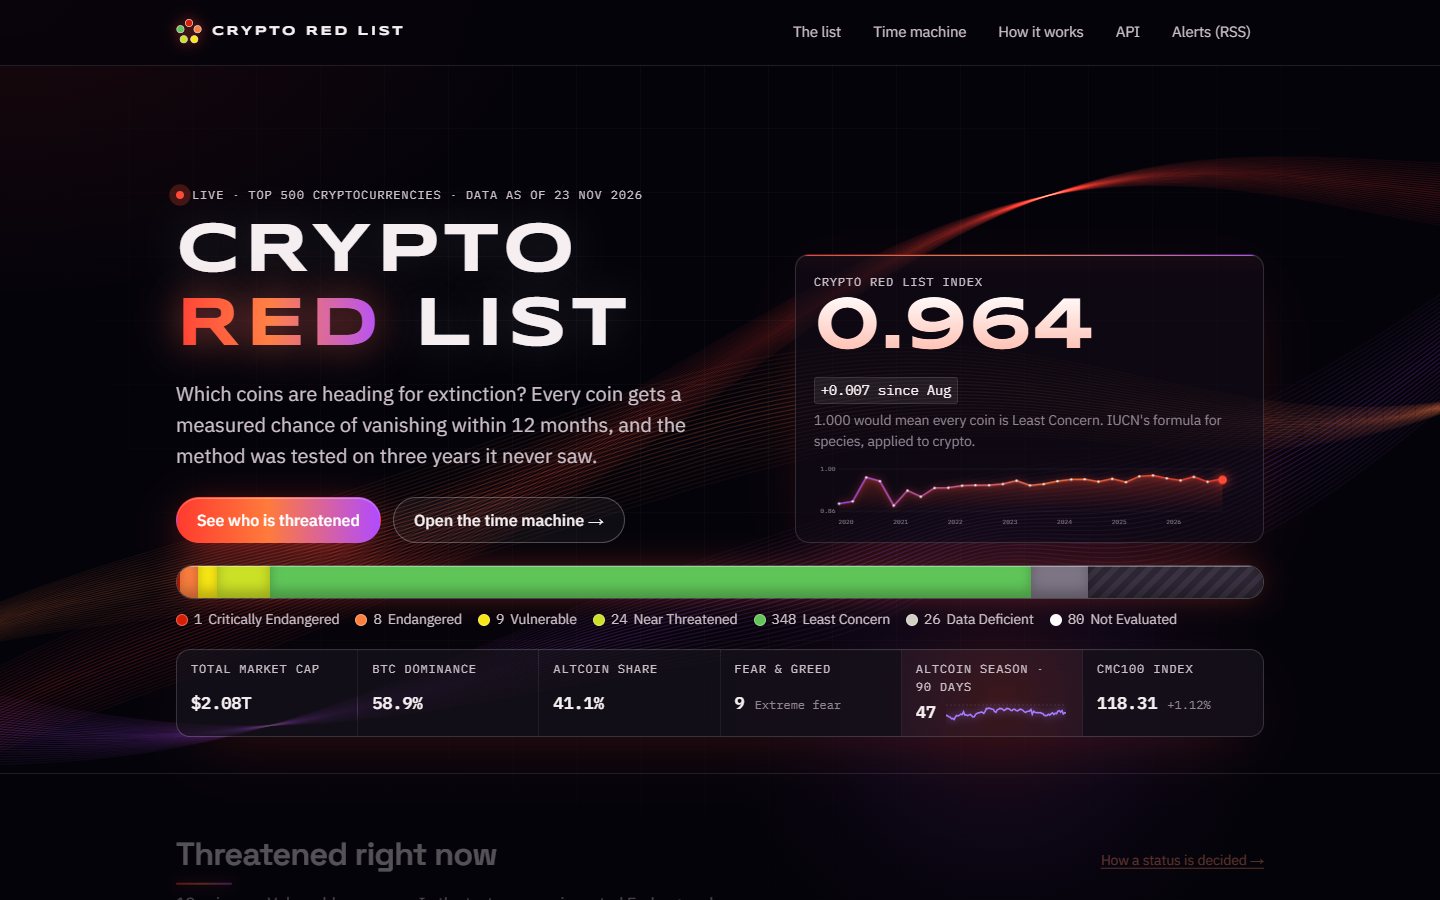 CRYPTO RED LIST
The list
Time machine
How it works
API
Alerts (RSS)
LIVE · TOP 500 CRYPTOCURRENCIES · DATA AS OF 23 NOV 2026
CRYPTO
RED LIST
Which coins are heading for extinction? Every coin gets a
measured chance of vanishing within 12 months, and the
method was tested on three years it never saw.
See who is threatened
Open the time machine →
CRYPTO RED LIST INDEX
0.964
+0.007 since Aug
1.000 would mean every coin is Least Concern. IUCN's formula for
species, applied to crypto.
1.00
0.86
2020 2021 2022 2023 2024 2025 2026
1 Critically Endangered
8 Endangered
9 Vulnerable
24 Near Threatened
348 Least Concern
26 Data Deficient
80 Not Evaluated
TOTAL MARKET CAP
$2.08T
BTC DOMINANCE
58.9%
ALTCOIN SHARE
41.1%
FEAR & GREED
9 Extreme fear
ALTCOIN SEASON ·
90 DAYS
47
CMC100 INDEX
118.31 +1.12%
Threatened right now
How a status is decided →